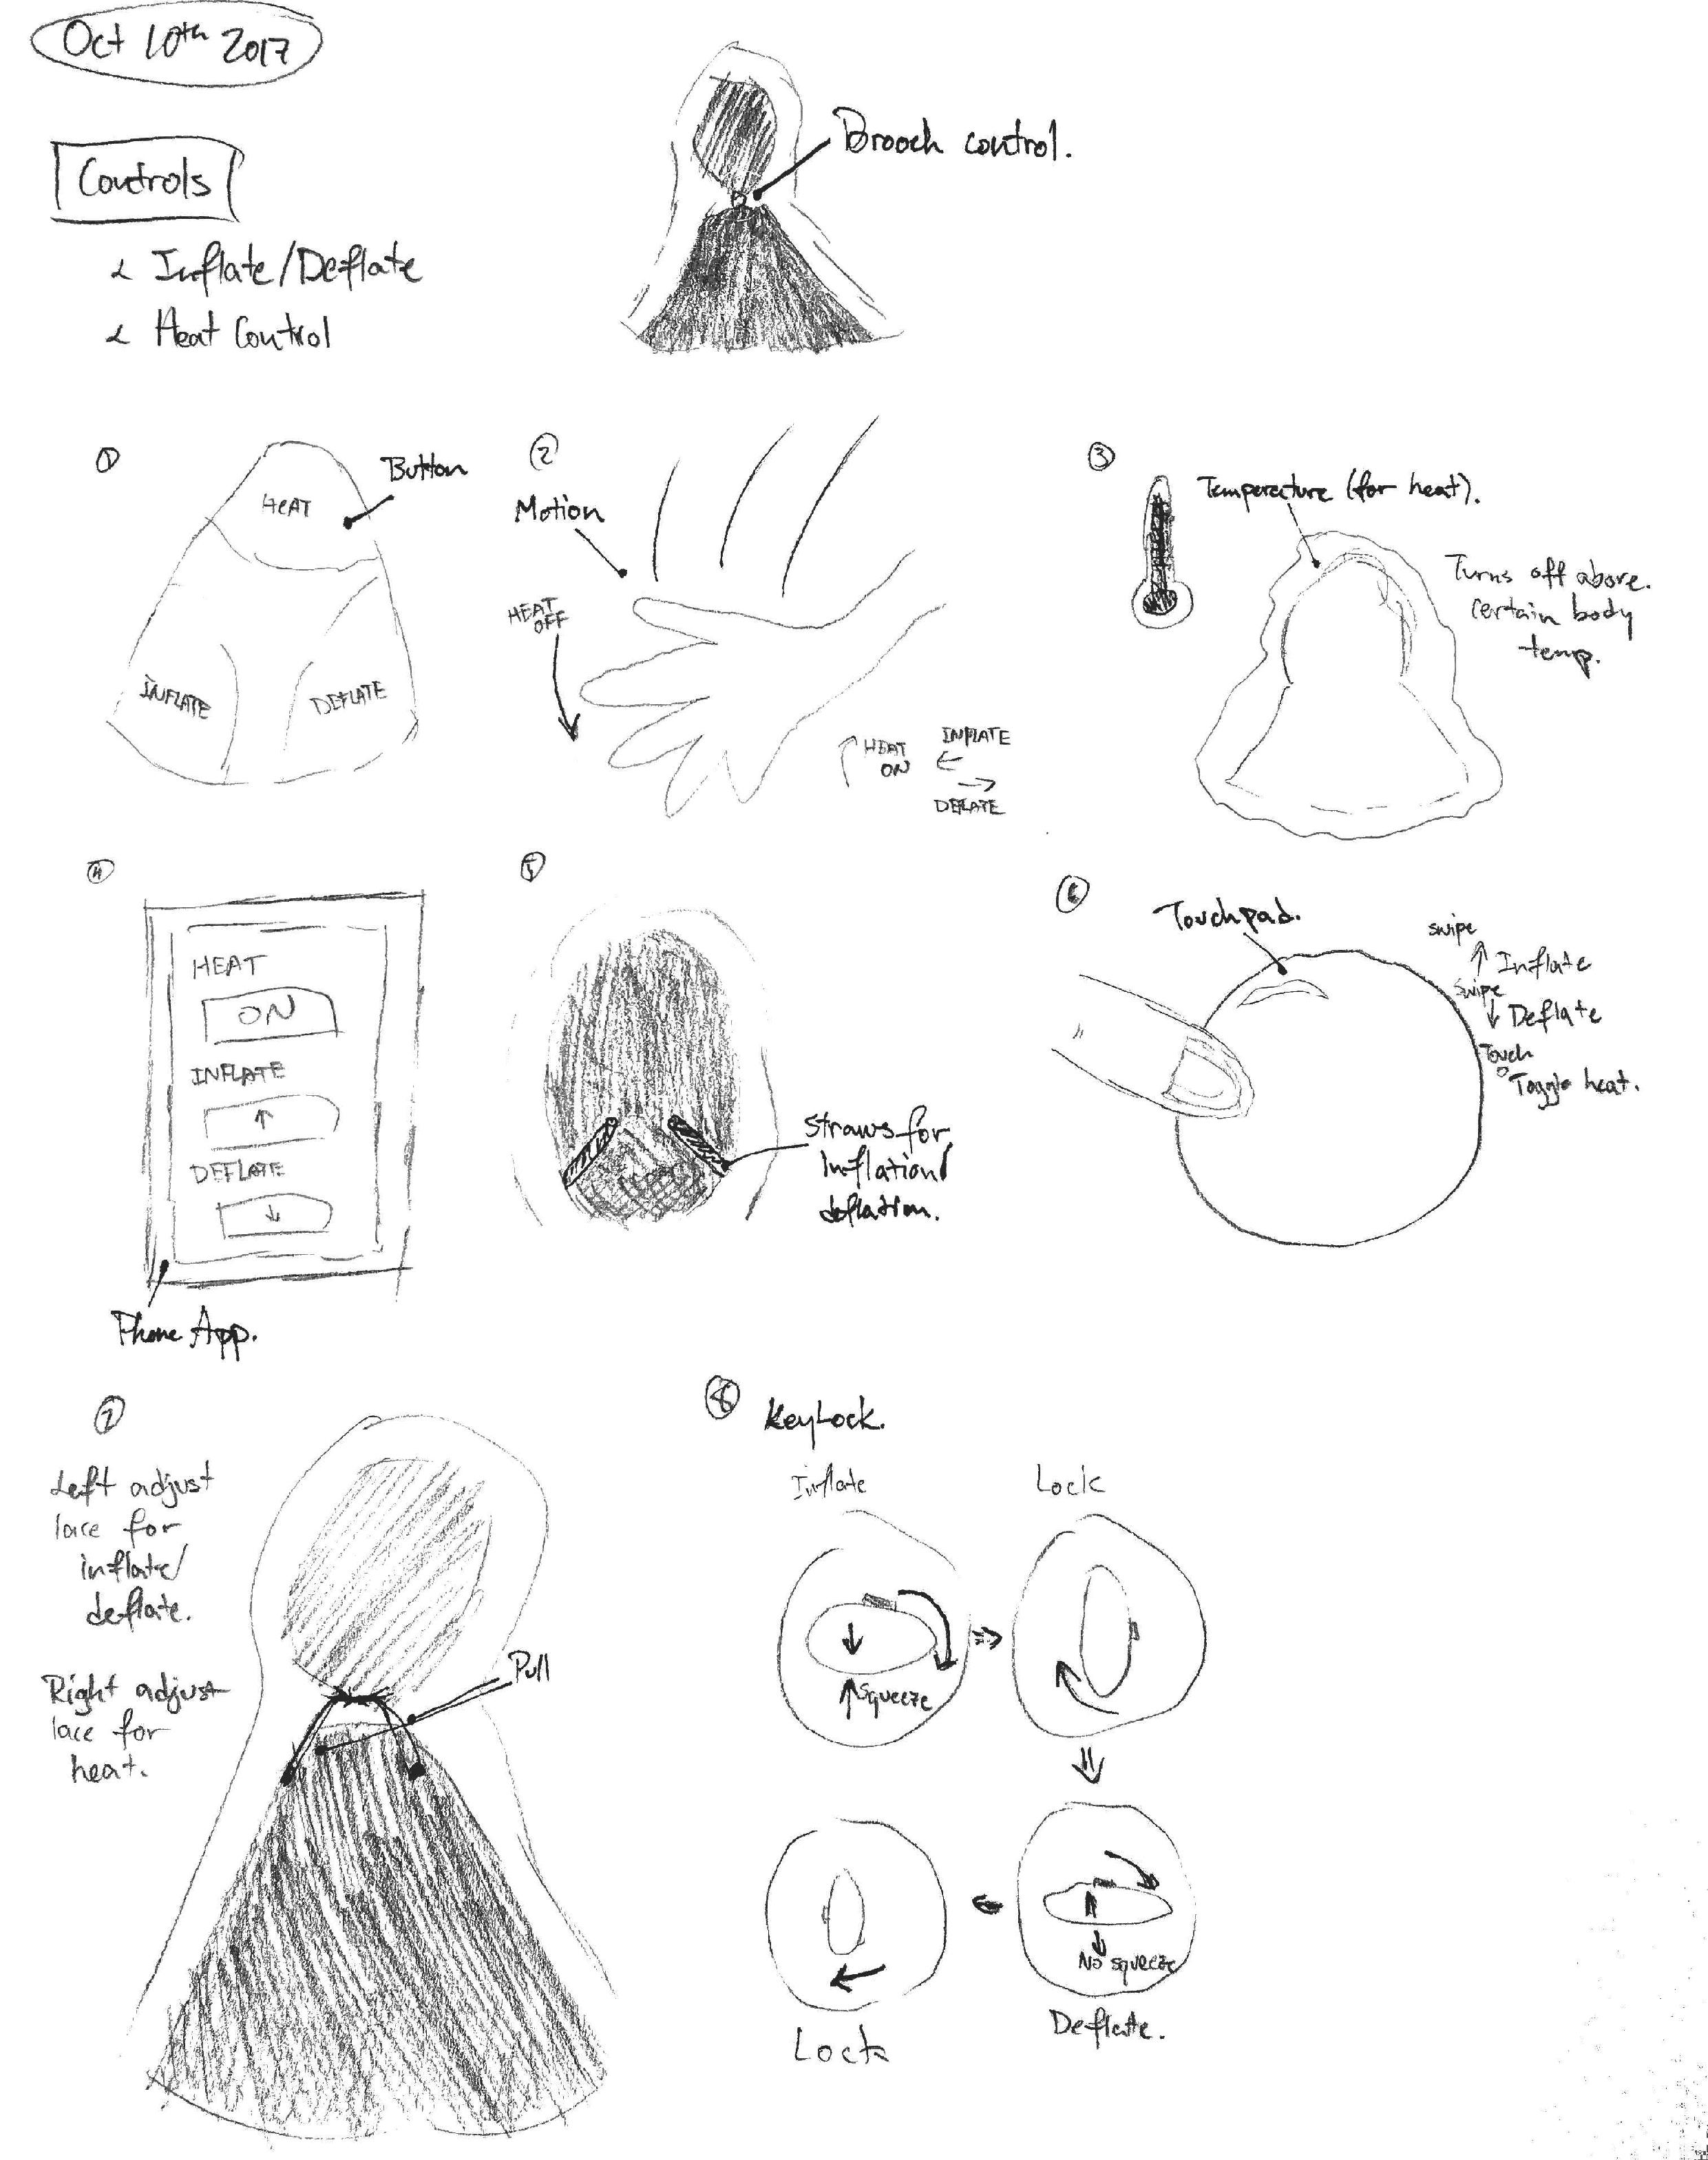 Oct 10th 2017
Controls
Inflate/Deflate
Heat Control
Brooch control.
1
Button
HEAT
INFLATE
DEFLATE
2
Motion
HEAT
OFF
HEAT
ON
INFLATE
←
→
DEFLATE
3
Temperature (for heat).
Turns off above.
certain body
temp.
4
HEAT
ON
INFLATE
↑
DEFLATE
↓
Phone App.
5
Straws for
Inflation/
deflation.
6
Touchpad.
swipe
↑ Inflate
Swipe
↓ Deflate
Touch
Toggle heat.
7
Left adjust
lace for
inflate/
deflate.
Right adjust
lace for
heat.
Pull
8
KeyLock.
Inflate
Squeeze
Lock
No squeeze
Deflate.
Lock